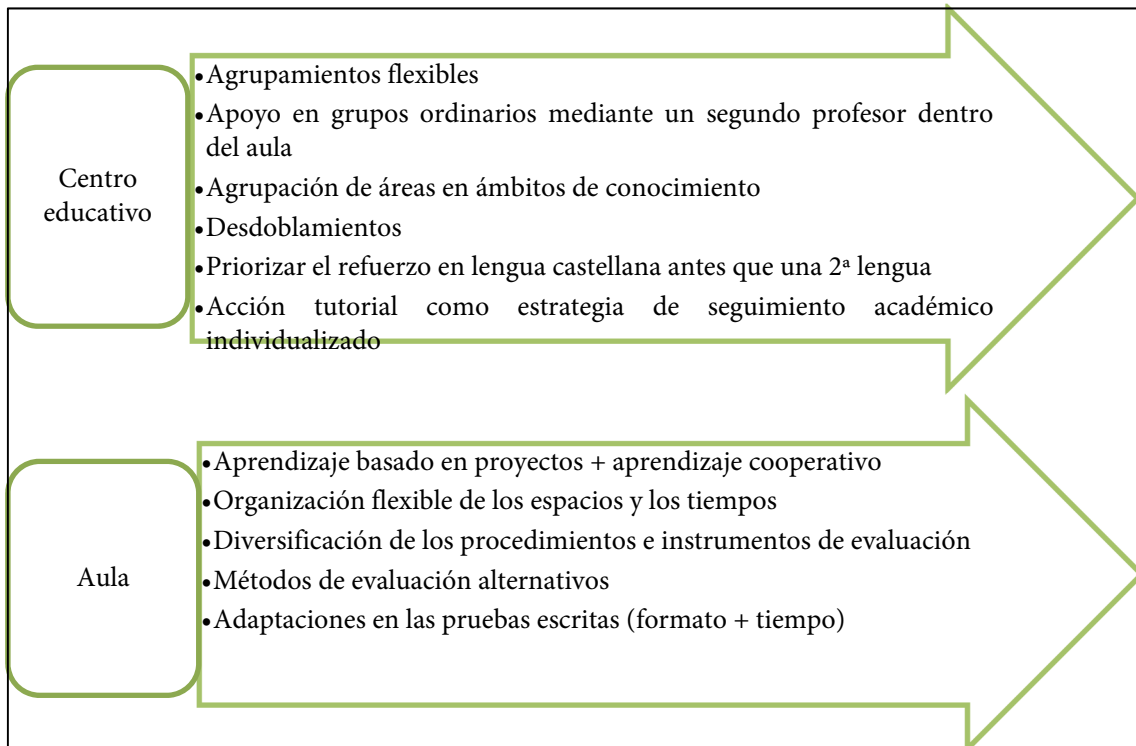 Centro
educativo
•Agrupamientos flexibles
•Apoyo en grupos ordinarios mediante un segundo profesor dentro
del aula
•Agrupación de áreas en ámbitos de conocimiento
•Desdoblamientos
•Priorizar el refuerzo en lengua castellana antes que una 2ª lengua
•Acción tutorial como estrategia de seguimiento académico
individualizado
Aula
•Aprendizaje basado en proyectos + aprendizaje cooperativo
•Organización flexible de los espacios y los tiempos
•Diversificación de los procedimientos e instrumentos de evaluación
•Métodos de evaluación alternativos
•Adaptaciones en las pruebas escritas (formato + tiempo)